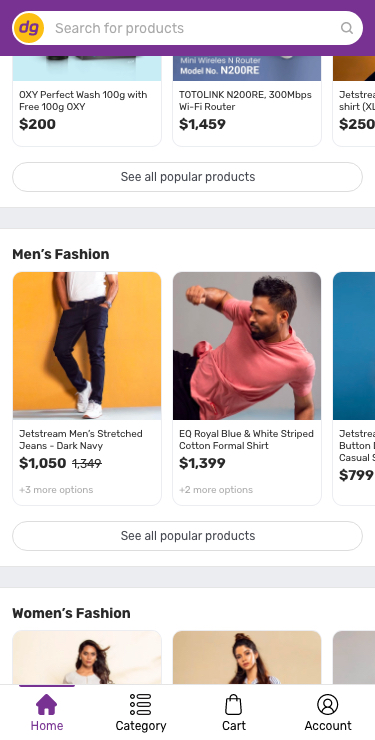 dg Search for products
Mini Wireles N Router
Model No. N200RE
OXY Perfect Wash 100g with
Free 100g OXY
$200
TOTOLINK N200RE, 300Mbps
Wi-Fi Router
$1,459
Jetstrea
shirt (XL
$250
See all popular products
Men's Fashion
Jetstream Men's Stretched
Jeans - Dark Navy
$1,050 1,349
+3 more options
EQ Royal Blue & White Striped
Cotton Formal Shirt
$1,399
+2 more options
Jetstrea
Button
Casual S
$799
See all popular products
Women's Fashion
Home
Category
Cart
Account